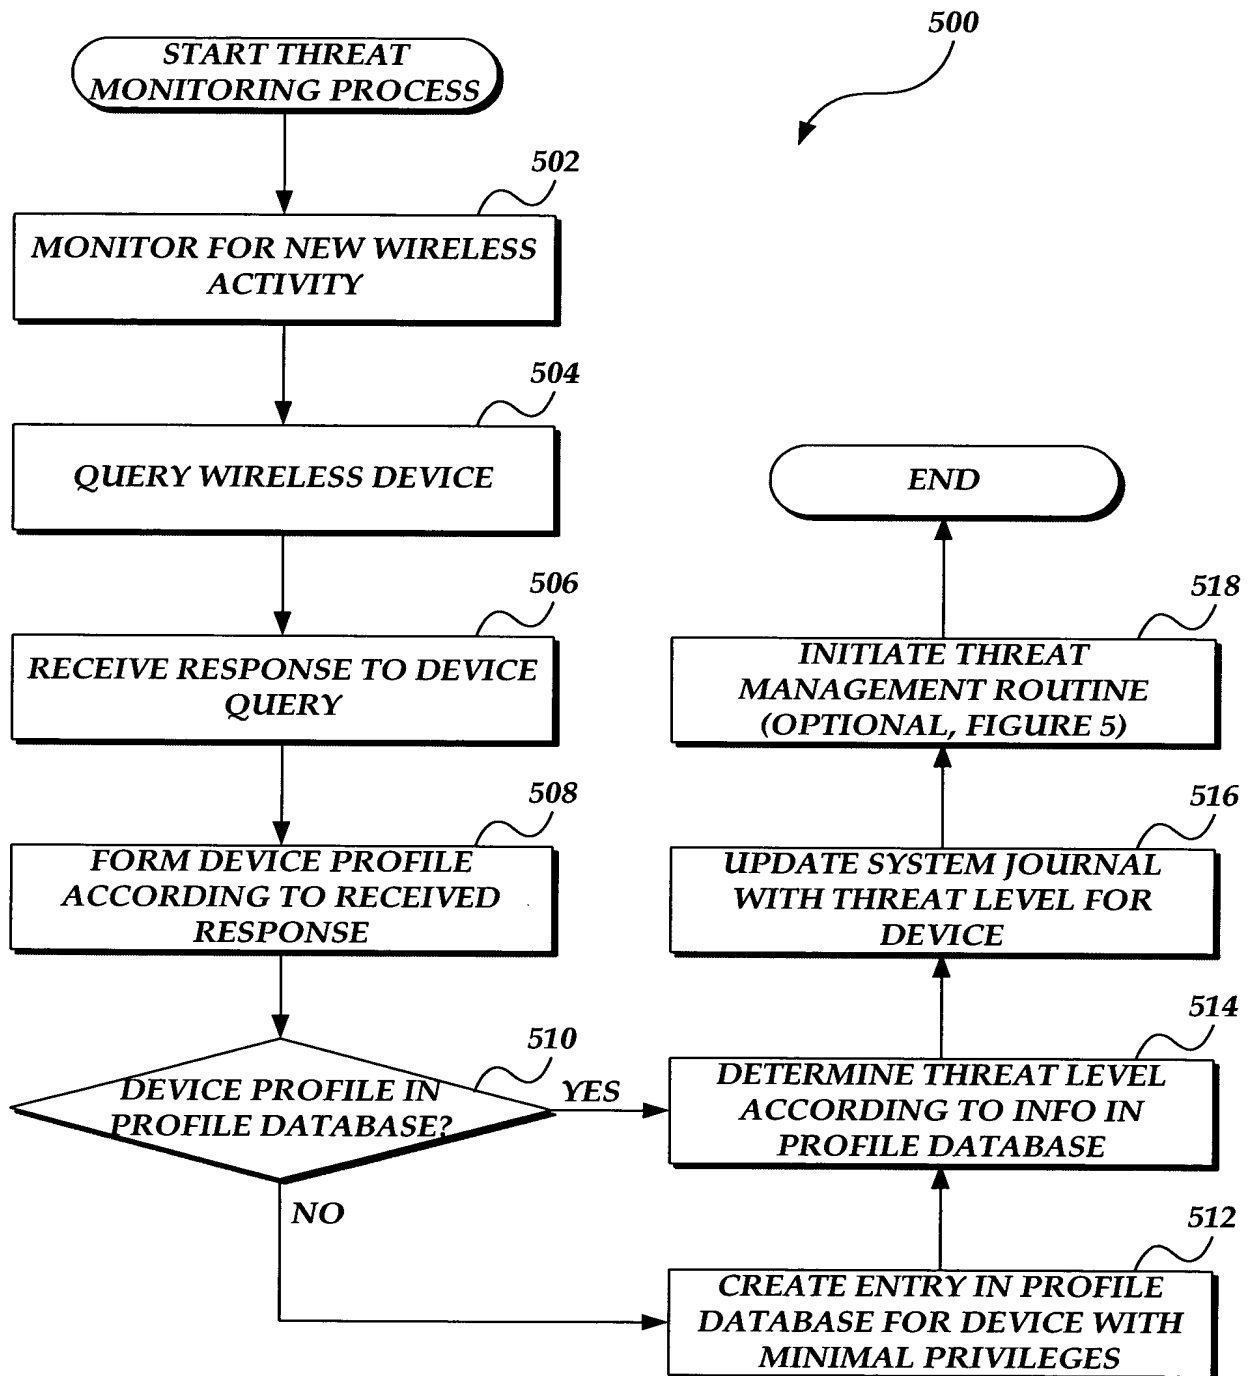 500
START THREAT
MONITORING PROCESS
502
MONITOR FOR NEW WIRELESS
ACTIVITY
504
QUERY WIRELESS DEVICE
506
RECEIVE RESPONSE TO DEVICE
QUERY
508
FORM DEVICE PROFILE
ACCORDING TO RECEIVED
RESPONSE
510
DEVICE PROFILE IN
PROFILE DATABASE?
YES
NO
512
CREATE ENTRY IN PROFILE
DATABASE FOR DEVICE WITH
MINIMAL PRIVILEGES
514
DETERMINE THREAT LEVEL
ACCORDING TO INFO IN
PROFILE DATABASE
516
UPDATE SYSTEM JOURNAL
WITH THREAT LEVEL FOR
DEVICE
518
INITIATE THREAT
MANAGEMENT ROUTINE
(OPTIONAL, FIGURE 5)
END